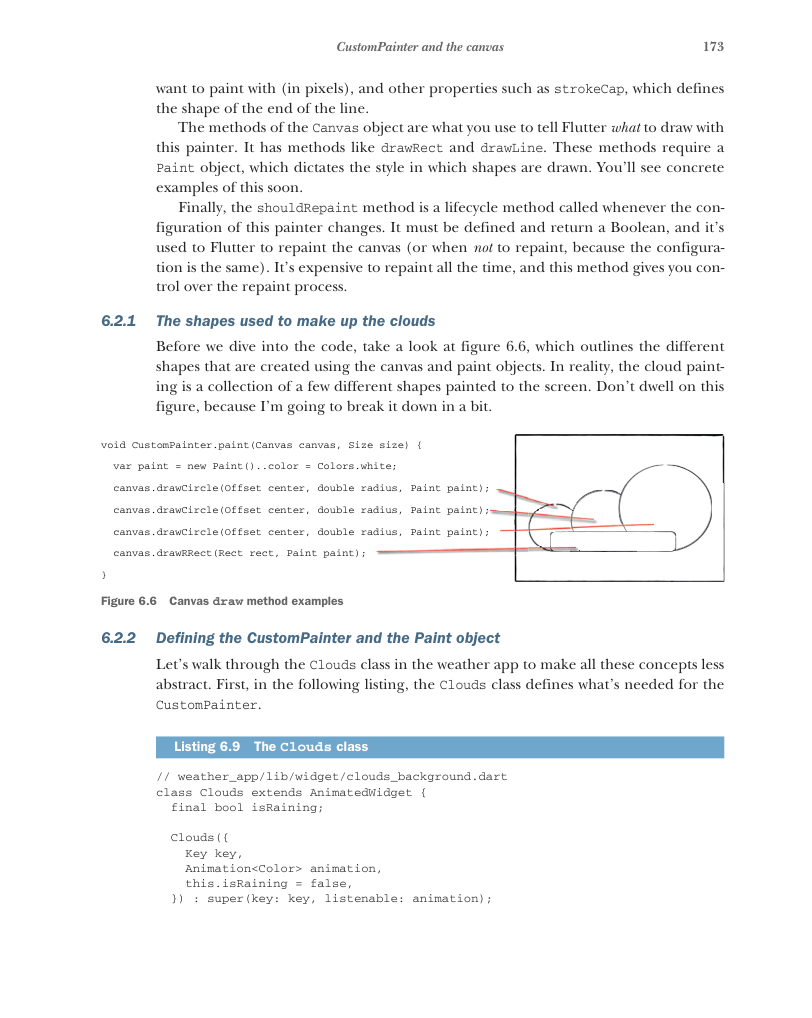 CustomPainter and the canvas 173
want to paint with (in pixels), and other properties such as strokeCap, which defines
the shape of the end of the line.
The methods of the Canvas object are what you use to tell Flutter what to draw with
this painter. It has methods like drawRect and drawLine. These methods require a
Paint object, which dictates the style in which shapes are drawn. You'll see concrete
examples of this soon.
Finally, the shouldRepaint method is a lifecycle method called whenever the con-
figuration of this painter changes. It must be defined and return a Boolean, and it's
used to Flutter to repaint the canvas (or when not to repaint, because the configura-
tion is the same). It's expensive to repaint all the time, and this method gives you con-
trol over the repaint process.
6.2.1 The shapes used to make up the clouds
Before we dive into the code, take a look at figure 6.6, which outlines the different
shapes that are created using the canvas and paint objects. In reality, the cloud paint-
ing is a collection of a few different shapes painted to the screen. Don't dwell on this
figure, because I'm going to break it down in a bit.
void CustomPainter.paint(Canvas canvas, Size size) {
var paint = new Paint()..color = Colors.white;
canvas.drawCircle(Offset center, double radius, Paint paint);
canvas.drawCircle(Offset center, double radius, Paint paint);
canvas.drawCircle(Offset center, double radius, Paint paint);
canvas.drawRRect(Rect rect, Paint paint);
}
Figure 6.6 Canvas draw method examples
6.2.2 Defining the CustomPainter and the Paint object
Let's walk through the Clouds class in the weather app to make all these concepts less
abstract. First, in the following listing, the Clouds class defines what's needed for the
CustomPainter.
Listing 6.9 The Clouds class
// weather_app/lib/widget/clouds_background.dart
class Clouds extends AnimatedWidget {
final bool isRaining;
Clouds({
Key key,
Animation<Color> animation,
this.isRaining = false,
}) : super(key: key, listenable: animation);